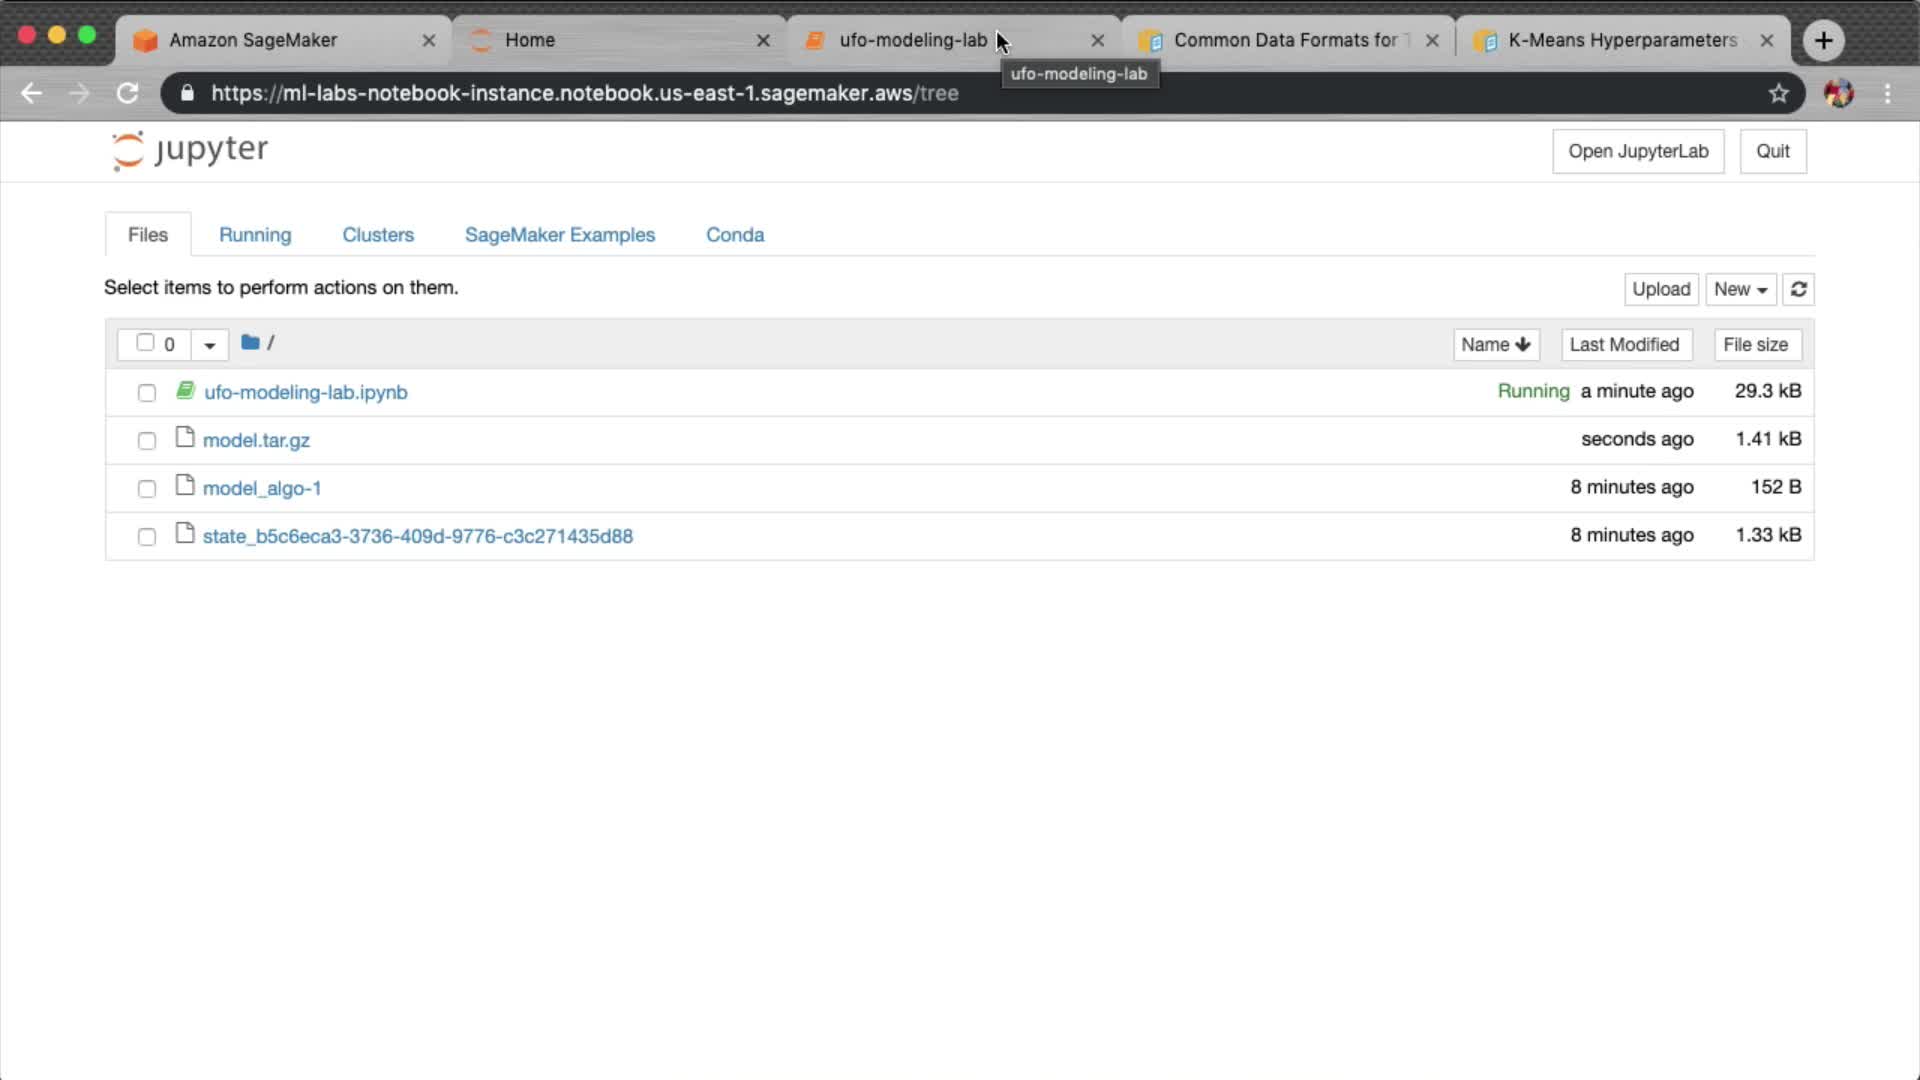 Amazon SageMaker
Home
ufo-modeling-lab
Common Data Formats for
K-Means Hyperparameters
ufo-modeling-lab
https://ml-labs-notebook-instance.notebook.us-east-1.sagemaker.aws/tree
jupyter
Open JupyterLab
Quit
Files
Running
Clusters
SageMaker Examples
Conda
Select items to perform actions on them.
Upload
New
0
/
Name
Last Modified
File size
ufo-modeling-lab.ipynb Running a minute ago 29.3 kB
model.tar.gz seconds ago 1.41 kB
model_algo-1 8 minutes ago 152 B
state_b5c6eca3-3736-409d-9776-c3c271435d88 8 minutes ago 1.33 kB